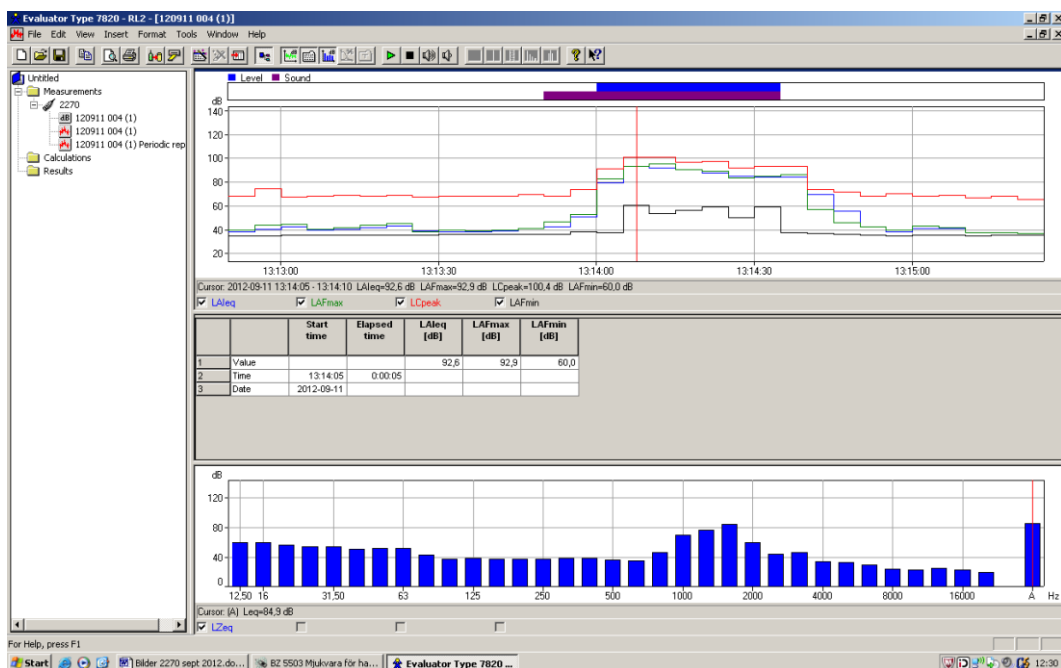 Evaluator Type 7820 - RL2 - [120911 004 (1)]
File Edit View Insert Format Tools Window Help
Untitled
Measurements
2270
120911 004 (1)
120911 004 (1)
120911 004 (1) Periodic rep
Calculations
Results
Level Sound
dB
140
120
100
80
60
40
20
13:13:00 13:13:30 13:14:00 13:14:30 13:15:00
Cursor: 2012-09-11 13:14:05 - 13:14:10 LAIeq=92,6 dB LAFmax=92,9 dB LCpeak=100,4 dB LAFmin=60,0 dB
LAIeq LAFmax LCpeak LAFmin
Start time Elapsed time LAIeq [dB] LAFmax [dB] LAFmin [dB]
1 Value 92,6 92,9 60,0
2 Time 13:14:05 0:00:05
3 Date 2012-09-11
dB
120
80
40
0
12,50 16 31,50 63 125 250 500 1000 2000 4000 8000 16000 A Hz
Cursor: (A) Leq=84,9 dB
LZeq
For Help, press F1
Start Bilder 2270 sept 2012.do... BZ 5503 Mjukvara för ha... Evaluator Type 7820 ... 12:30